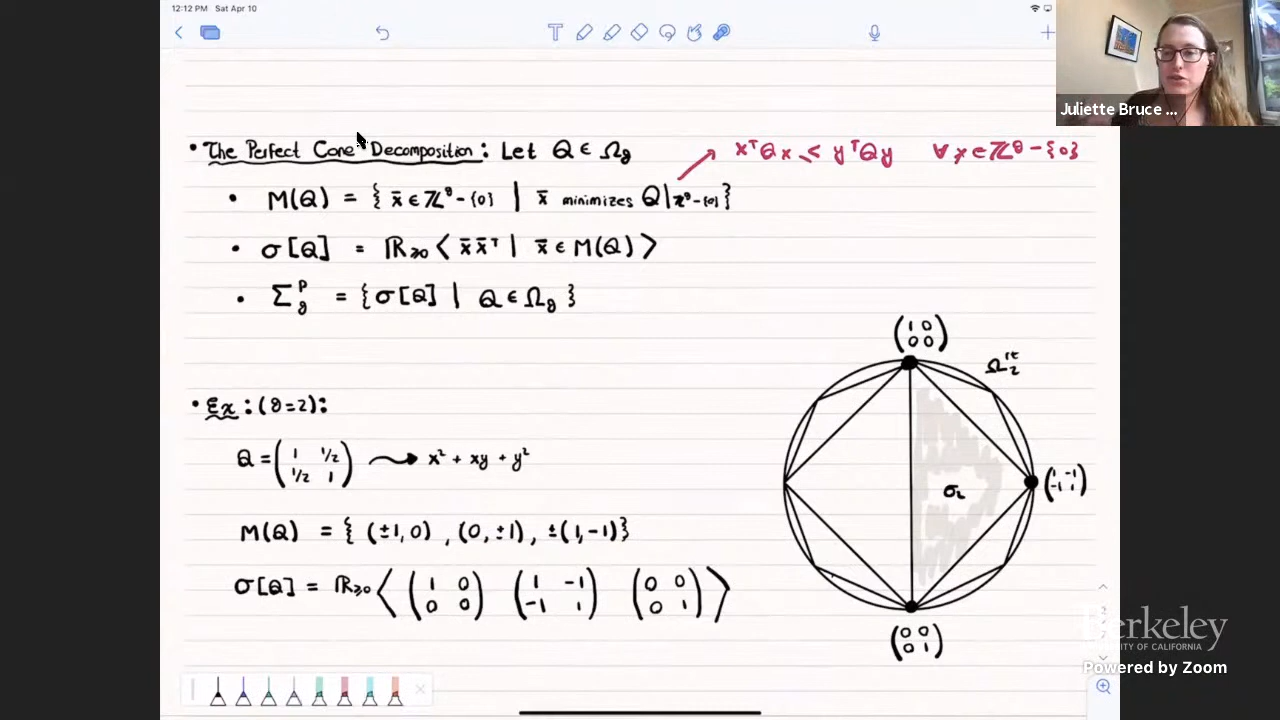 12:12 PM Sat Apr 10
Juliette Bruce ...
• The Perfect Cone Decomposition: Let Q ∈ Ω_g
xᵀQx ≤ yᵀQy ∀ y ∈ ℤ^g - {0}
• M(Q) = { x̄ ∈ ℤ^g - {0} | x̄ minimizes Q|ℤ^g-{0} }
• σ[Q] = ℝ≥0 ⟨ x̄x̄ᵀ | x̄ ∈ M(Q) ⟩
• Σ_g^P = { σ[Q] | Q ∈ Ω_g }
(1 0
0 0)
Ω_2^rt
• Ex: (g=2):
Q = (1 1/2
1/2 1) → x² + xy + y²
σ_2
(1 -1
-1 1)
M(Q) = { (±1,0), (0,±1), ±(1,-1) }
σ[Q] = ℝ≥0 ⟨ (1 0 (1 -1 (0 0
0 0) -1 1) 0 1) ⟩
(0 0
0 1)
Berkeley
UNIVERSITY OF CALIFORNIA
Powered by Zoom